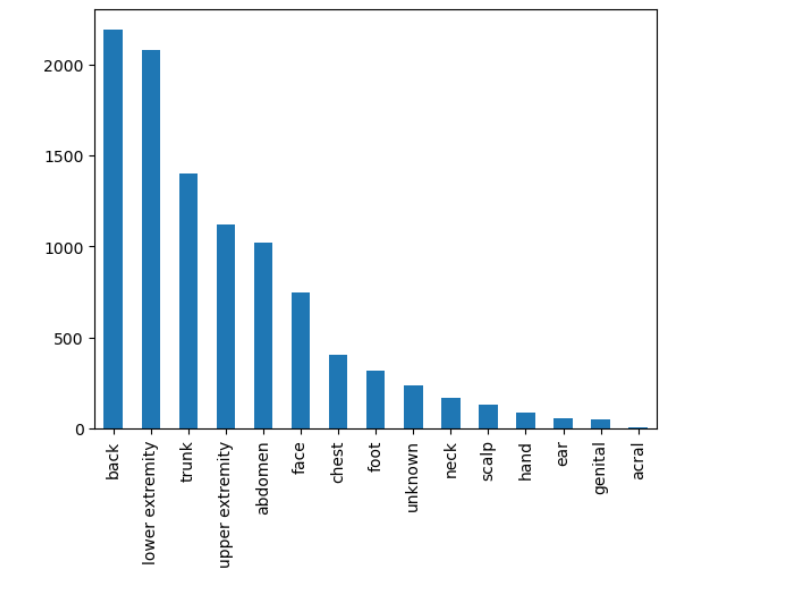 2000
1500
1000
500
0
back
lower extremity
trunk
upper extremity
abdomen
face
chest
foot
unknown
neck
scalp
hand
ear
genital
acral